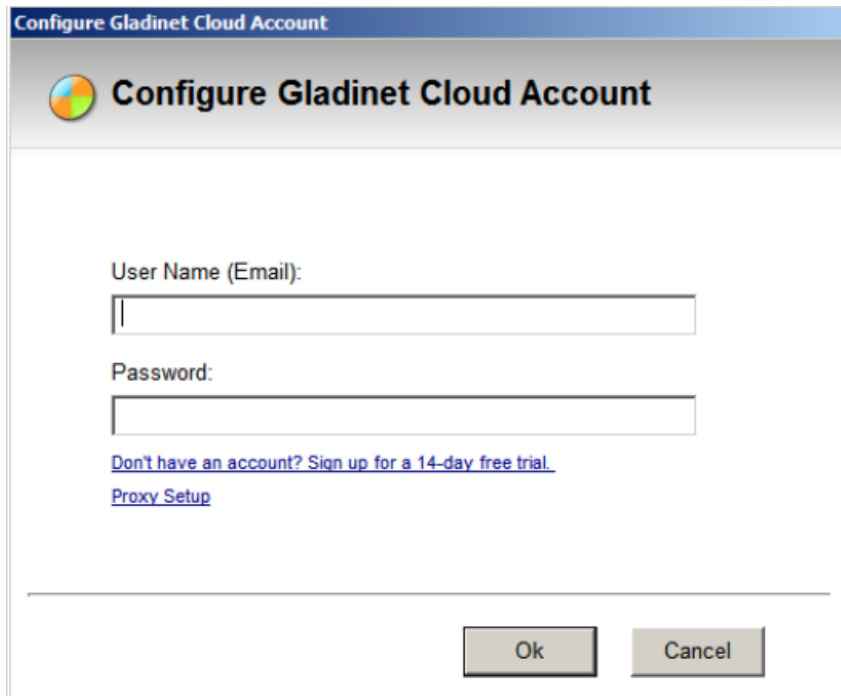 Configure Gladinet Cloud Account
Configure Gladinet Cloud Account
User Name (Email):
Password:
Don't have an account? Sign up for a 14-day free trial.
Proxy Setup
Ok
Cancel